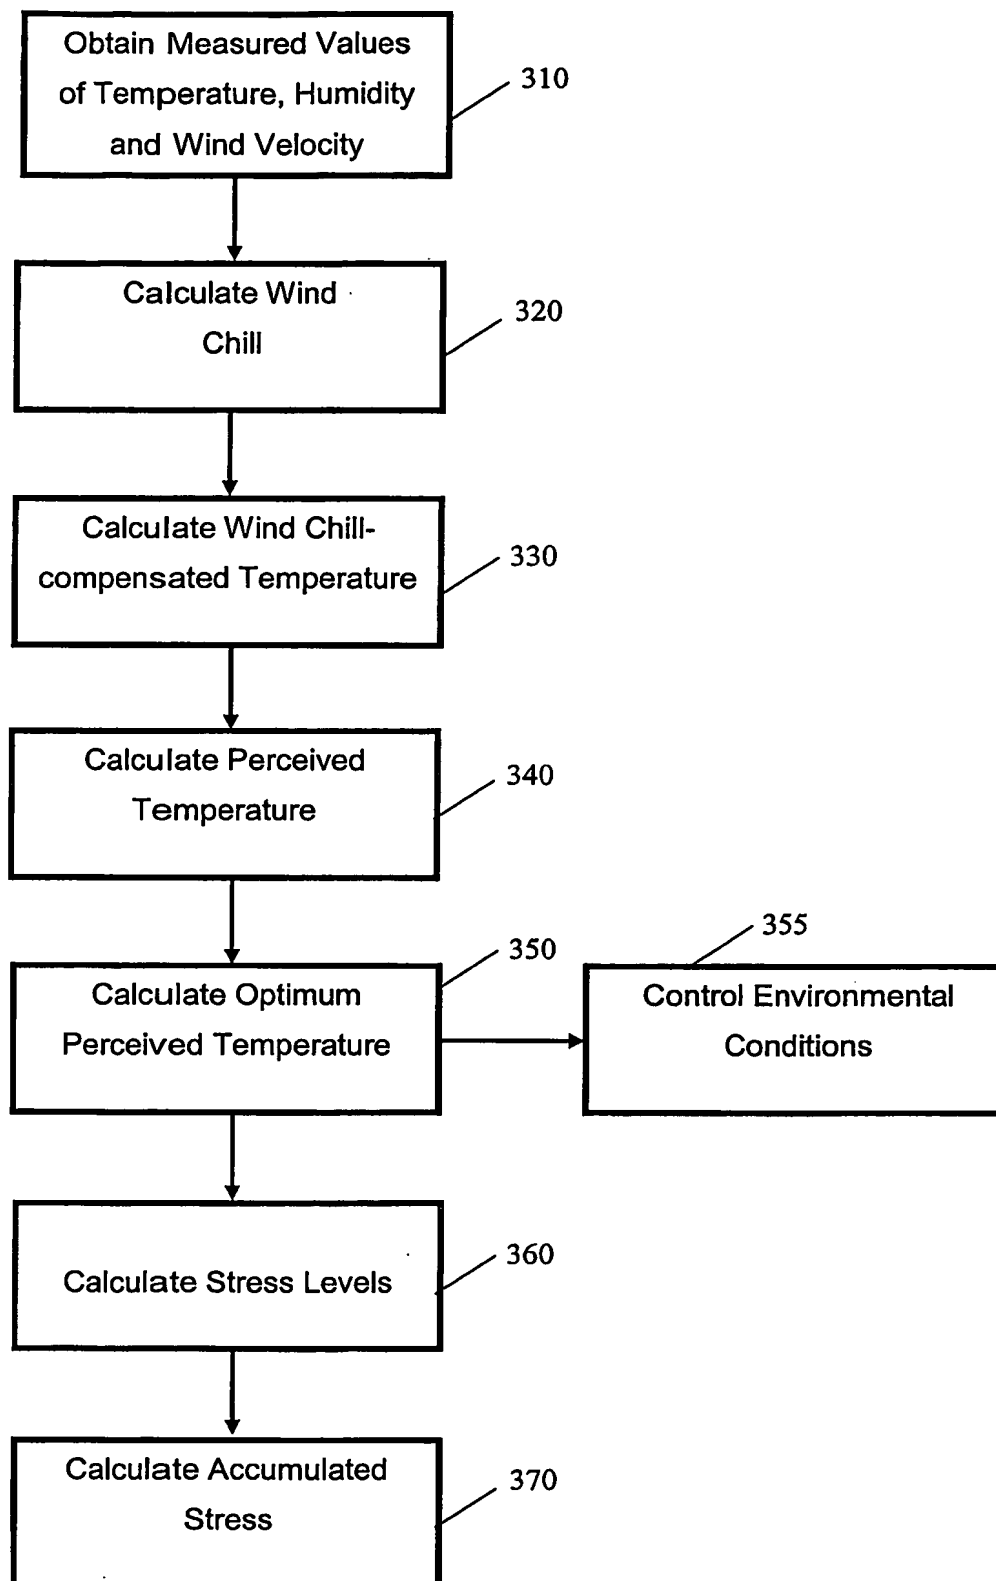 Obtain Measured Values
of Temperature, Humidity
and Wind Velocity
310
Calculate Wind
Chill
320
Calculate Wind Chill-
compensated Temperature
330
Calculate Perceived
Temperature
340
Calculate Optimum
Perceived Temperature
350
Control Environmental
Conditions
355
Calculate Stress Levels
360
Calculate Accumulated
Stress
370